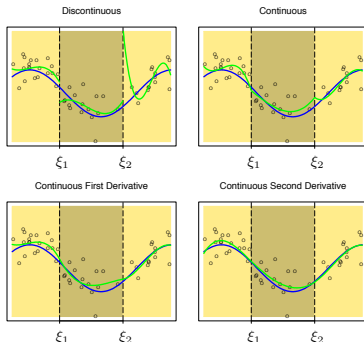 Discontinuous
Continuous
ξ1 ξ2
ξ1 ξ2
Continuous First Derivative
Continuous Second Derivative
ξ1 ξ2
ξ1 ξ2